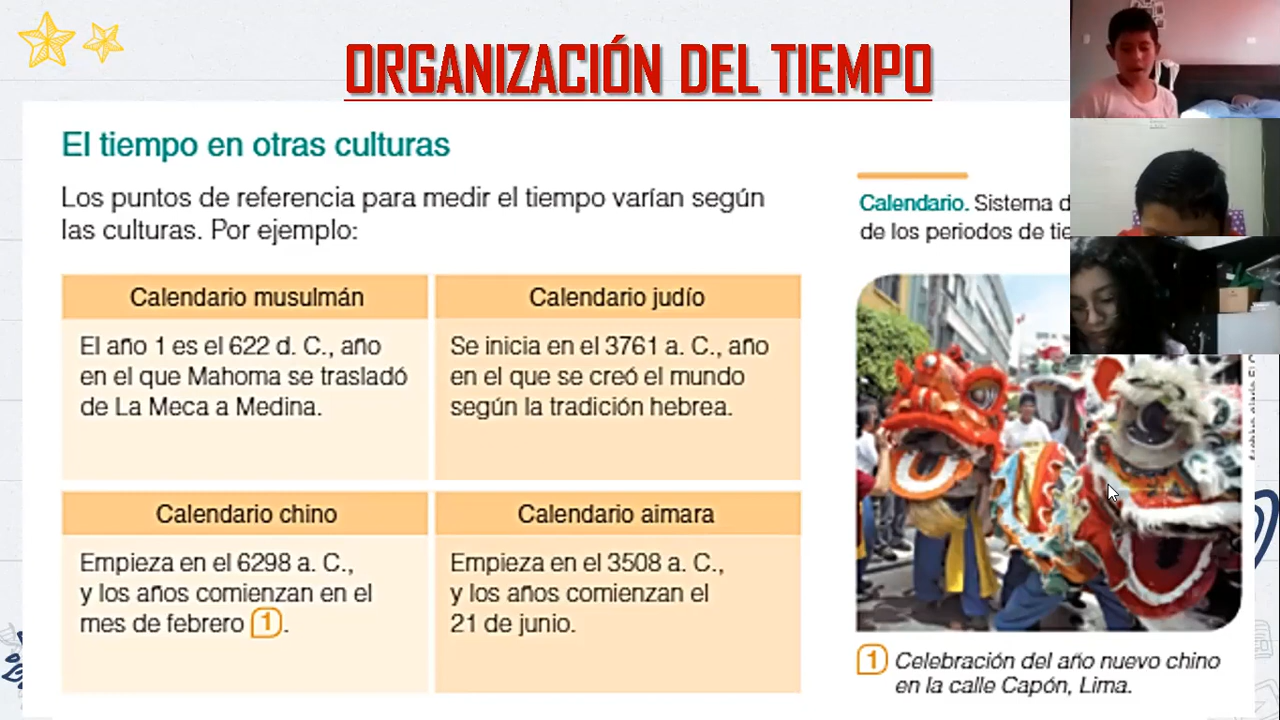 ORGANIZACIÓN DEL TIEMPO
El tiempo en otras culturas
Los puntos de referencia para medir el tiempo varían según
las culturas. Por ejemplo:
Calendario musulmán
El año 1 es el 622 d. C., año
en el que Mahoma se trasladó
de La Meca a Medina.
Calendario judío
Se inicia en el 3761 a. C., año
en el que se creó el mundo
según la tradición hebrea.
Calendario chino
Empieza en el 6298 a. C.,
y los años comienzan en el
mes de febrero 1.
Calendario aimara
Empieza en el 3508 a. C.,
y los años comienzan el
21 de junio.
Calendario. Sistema
de los periodos de
1 Celebración del año nuevo chino
en la calle Capón, Lima.